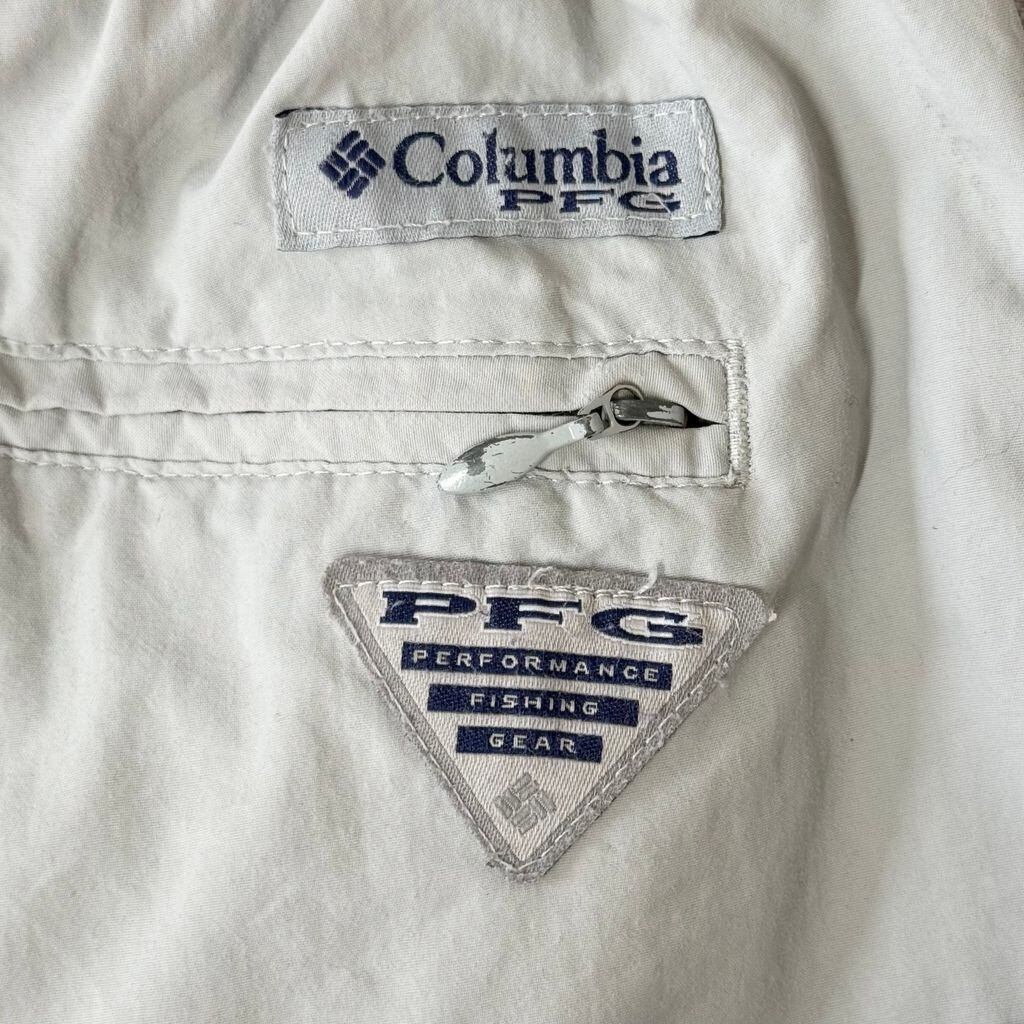 Columbia
PFG
PFG
PERFORMANCE
FISHING
GEAR